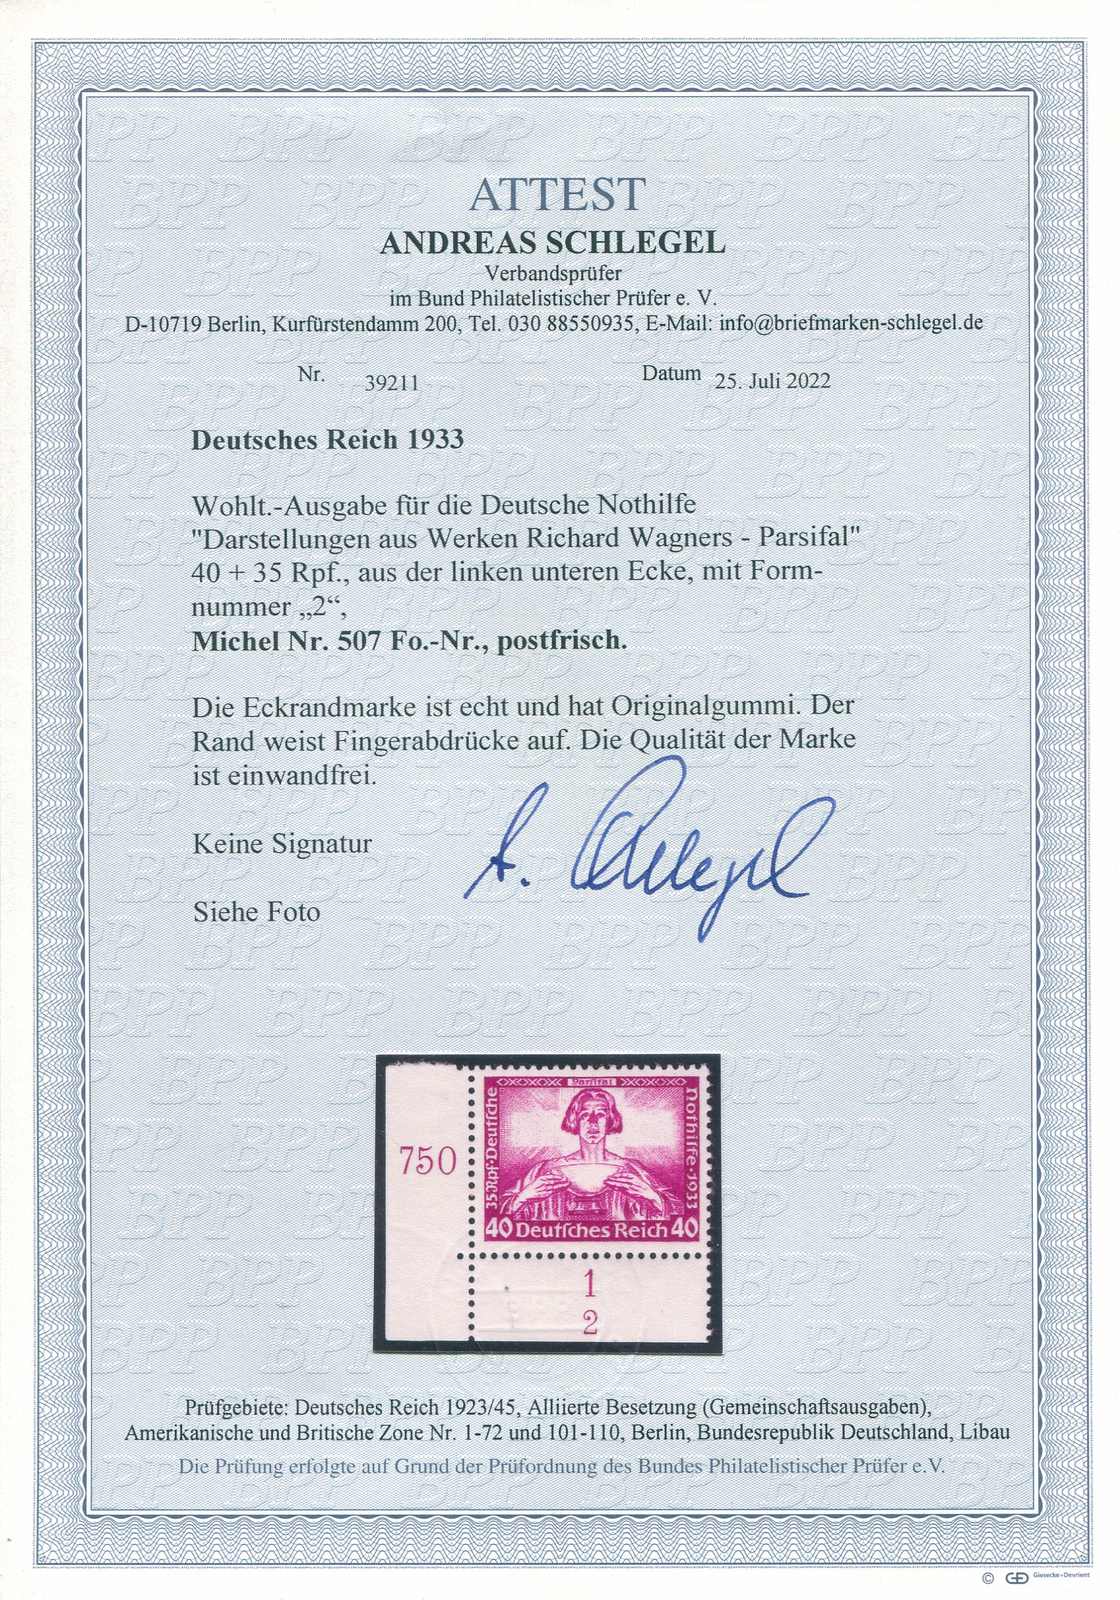 ATTEST
ANDREAS SCHLEGEL
Verbandsprüfer
im Bund Philatelistischer Prüfer e. V.
D-10719 Berlin, Kurfürstendamm 200, Tel. 030 88550935, E-Mail: info@briefmarken-schlegel.de
Nr. 39211 Datum 25. Juli 2022
Deutsches Reich 1933
Wohlt.-Ausgabe für die Deutsche Nothilfe
"Darstellungen aus Werken Richard Wagners - Parsifal"
40 + 35 Rpf., aus der linken unteren Ecke, mit Form-
nummer „2“,
Michel Nr. 507 Fo.-Nr., postfrisch.
Die Eckrandmarke ist echt und hat Originalgummi. Der
Rand weist Fingerabdrücke auf. Die Qualität der Marke
ist einwandfrei.
Keine Signatur
A. Schlegel
Siehe Foto
Parsifal
750
35 Rpf·Deutſche
Nothilfe·1933
40 Deutſches Reich 40
1
2
Prüfgebiete: Deutsches Reich 1923/45, Alliierte Besetzung (Gemeinschaftsausgaben),
Amerikanische und Britische Zone Nr. 1-72 und 101-110, Berlin, Bundesrepublik Deutschland, Libau
Die Prüfung erfolgte auf Grund der Prüfordnung des Bundes Philatelistischer Prüfer e.V.
© Giesecke+Devrient